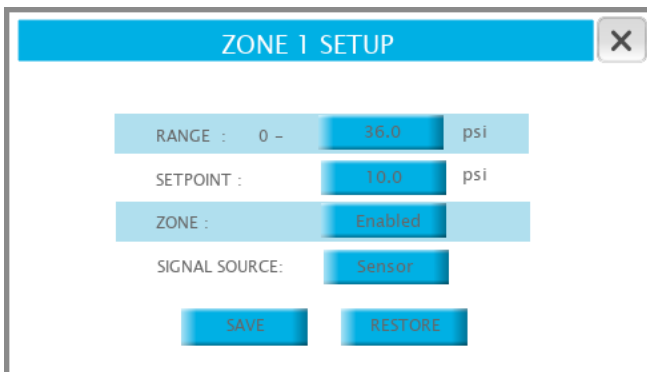 ZONE 1 SETUP
RANGE : 0 – 36.0 psi
SETPOINT : 10.0 psi
ZONE : Enabled
SIGNAL SOURCE: Sensor
SAVE RESTORE